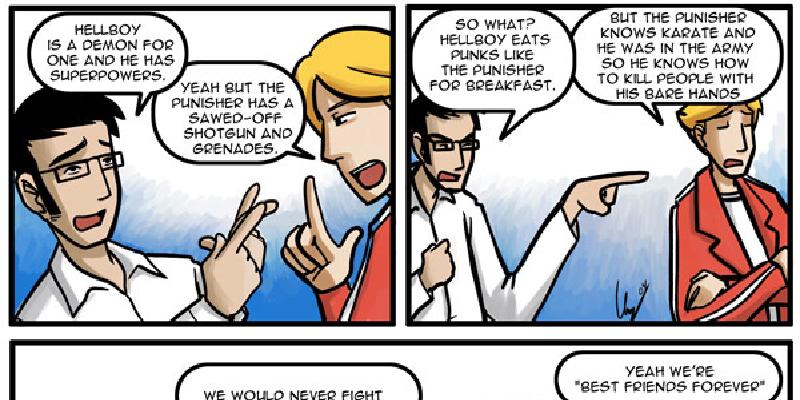 HELLBOY
IS A DEMON FOR
ONE AND HE HAS
SUPERPOWERS.
YEAH BUT THE
PUNISHER HAS A
SAWED-OFF
SHOTGUN AND
GRENADES.
SO WHAT?
HELLBOY EATS
PUNKS LIKE
THE PUNISHER
FOR BREAKFAST.
BUT THE PUNISHER
KNOWS KARATE AND
HE WAS IN THE ARMY
SO HE KNOWS HOW
TO KILL PEOPLE WITH
HIS BARE HANDS
WE WOULD NEVER FIGHT
YEAH WE'RE
"BEST FRIENDS FOREVER"